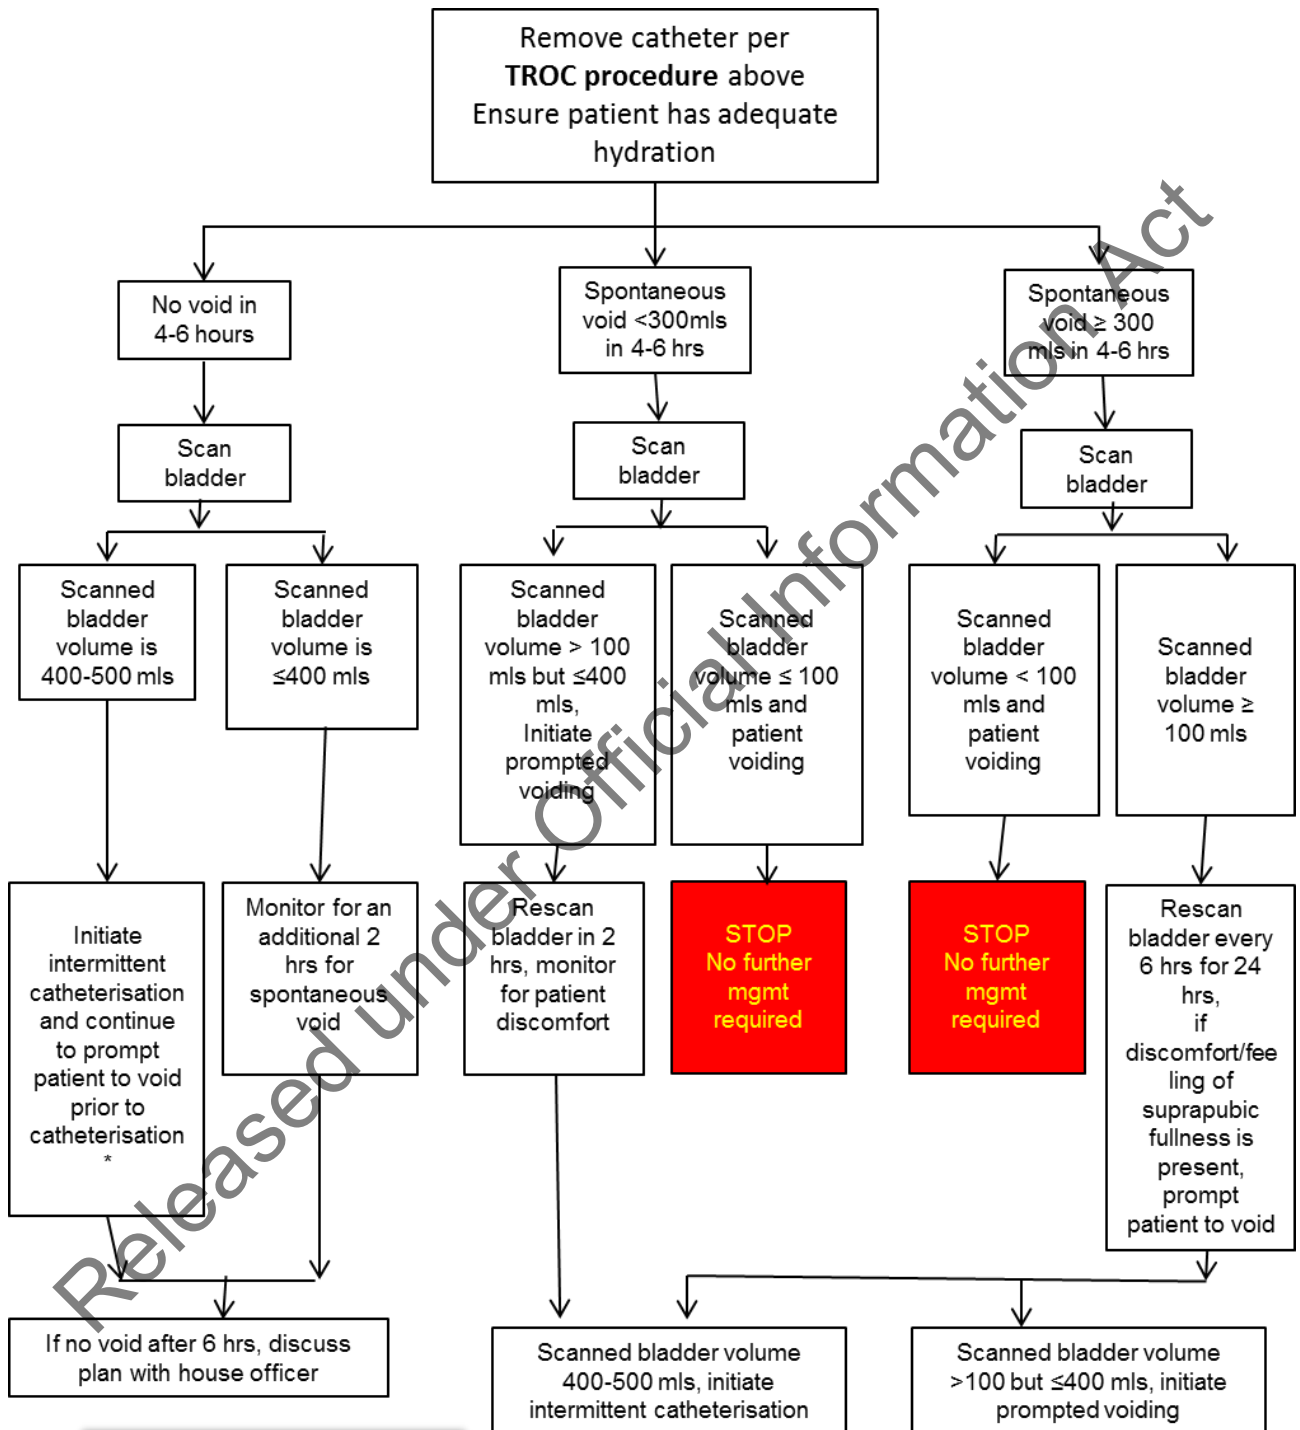 Remove catheter per
TROC procedure above
Ensure patient has adequate
hydration
No void in
4-6 hours
Spontaneous
void <300mls
in 4-6 hrs
Spontaneous
void ≥ 300
mls in 4-6 hrs
Scan
bladder
Scan
bladder
Scan
bladder
Scanned
bladder
volume is
400-500 mls
Scanned
bladder
volume is
≤400 mls
Scanned
bladder
volume > 100
mls but ≤400
mls,
Initiate
prompted
voiding
Scanned
bladder
volume ≤ 100
mls and
patient
voiding
Scanned
bladder
volume < 100
mls and
patient
voiding
Scanned
bladder
volume ≥
100 mls
Initiate
intermittent
catheterisation
and continue
to prompt
patient to void
prior to
catheterisation
*
Monitor for an
additional 2
hrs for
spontaneous
void
Rescan
bladder in 2
hrs, monitor
for patient
discomfort
STOP
No further
mgmt
required
STOP
No further
mgmt
required
Rescan
bladder every
6 hrs for 24
hrs,
if
discomfort/fee
ling of
suprapubic
fullness is
present,
prompt
patient to void
If no void after 6 hrs, discuss
plan with house officer
Scanned bladder volume
400-500 mls, initiate
intermittent catheterisation
Scanned bladder volume
>100 but ≤400 mls, initiate
prompted voiding
Released under Official Information Act